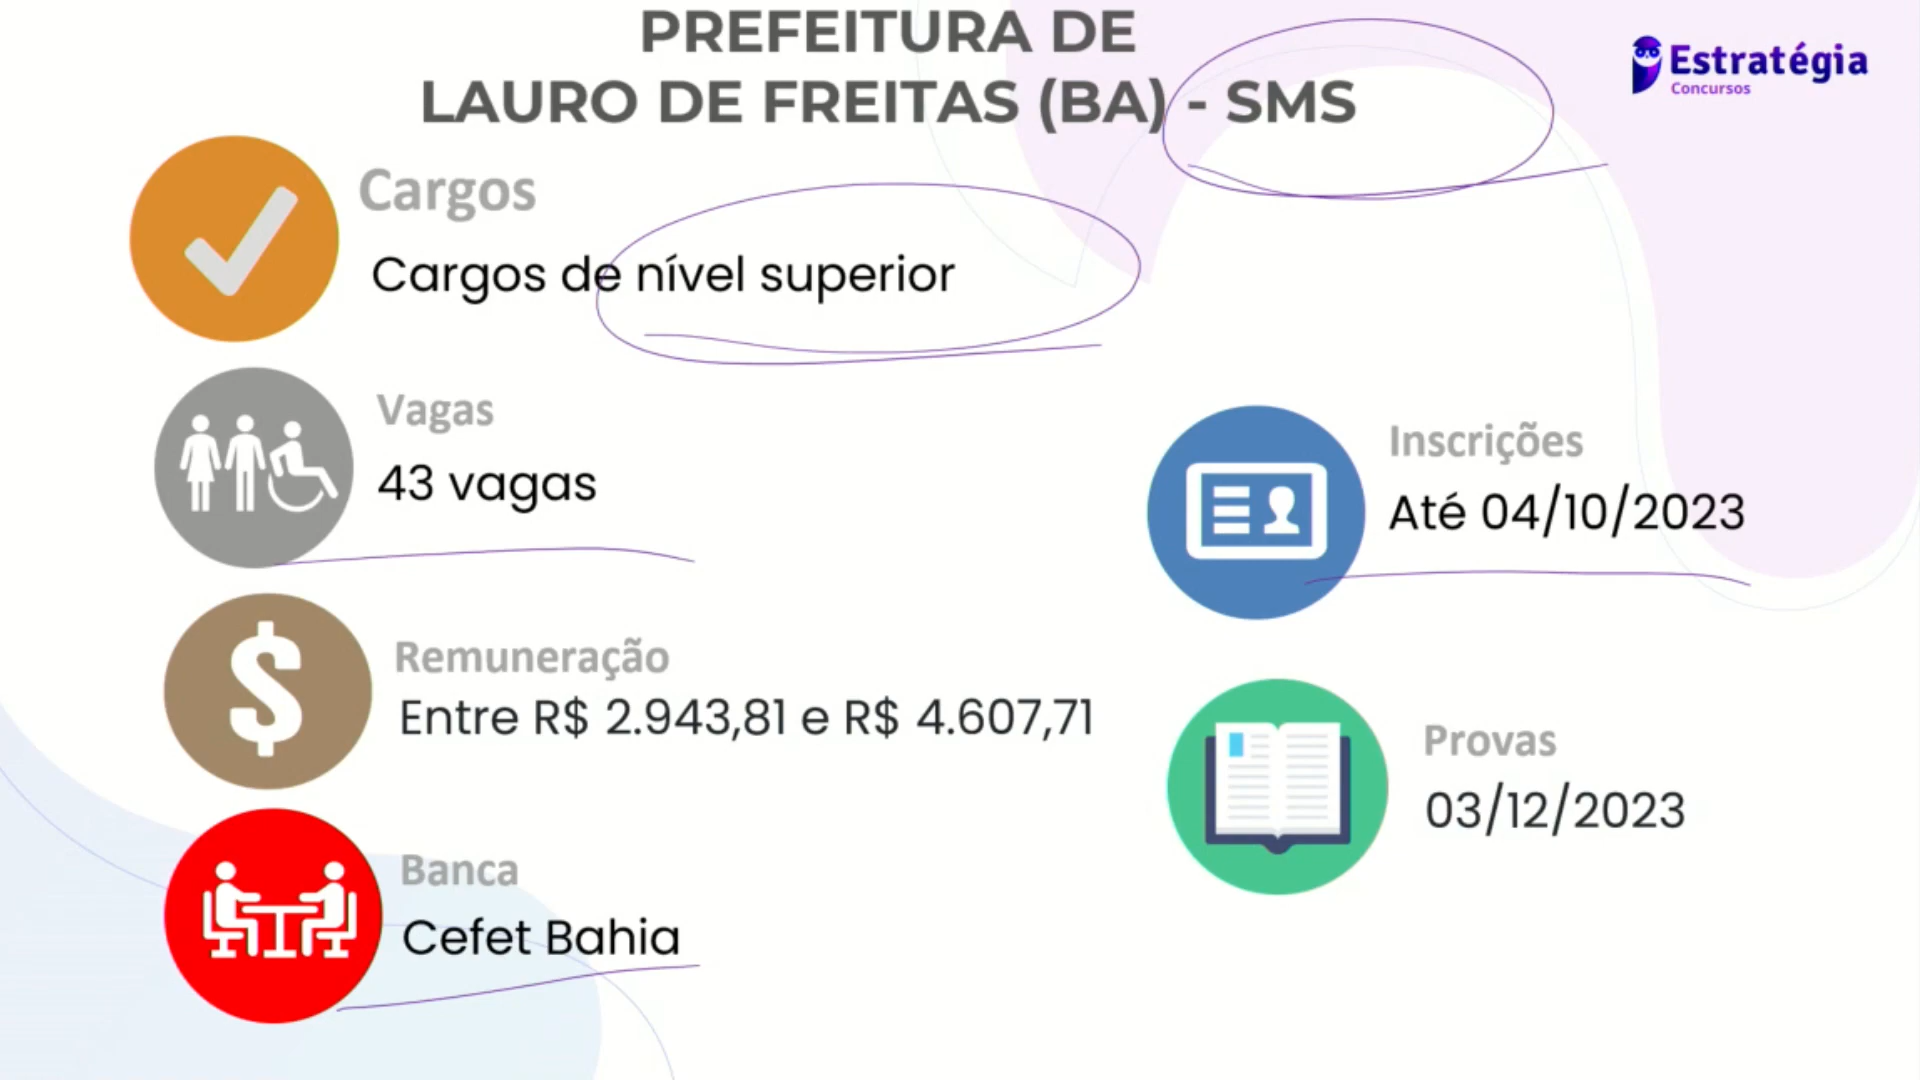 PREFEITURA DE
LAURO DE FREITAS (BA) - SMS
Estratégia
Concursos
Cargos
Cargos de nível superior
Vagas
43 vagas
Inscrições
Até 04/10/2023
Remuneração
Entre R$ 2.943,81 e R$ 4.607,71
Provas
03/12/2023
Banca
Cefet Bahia